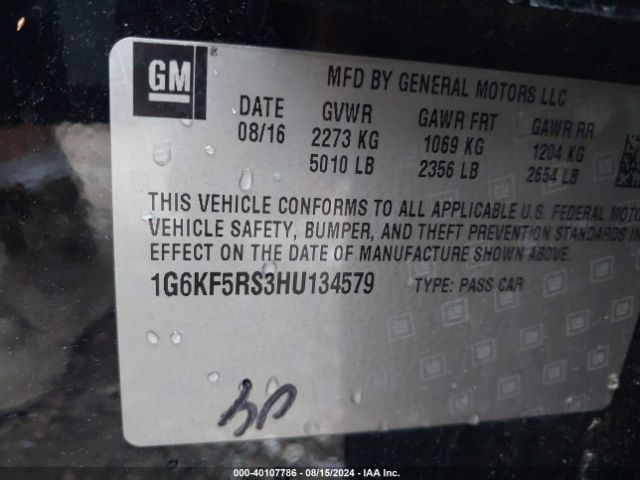 GM
MFD BY GENERAL MOTORS LLC
DATE GVWR GAWR FRT GAWR RR
08/16 2273 KG 1069 KG 1204 KG
5010 LB 2356 LB 2654 LB
THIS VEHICLE CONFORMS TO ALL APPLICABLE U.S. FEDERAL MOTOR
VEHICLE SAFETY, BUMPER, AND THEFT PREVENTION STANDARDS IN
EFFECT ON THE DATE OF MANUFACTURE SHOWN ABOVE.
1G6KF5RS3HU134579 TYPE: PASS CAR
000-40107786 - 08/15/2024 - IAA Inc.